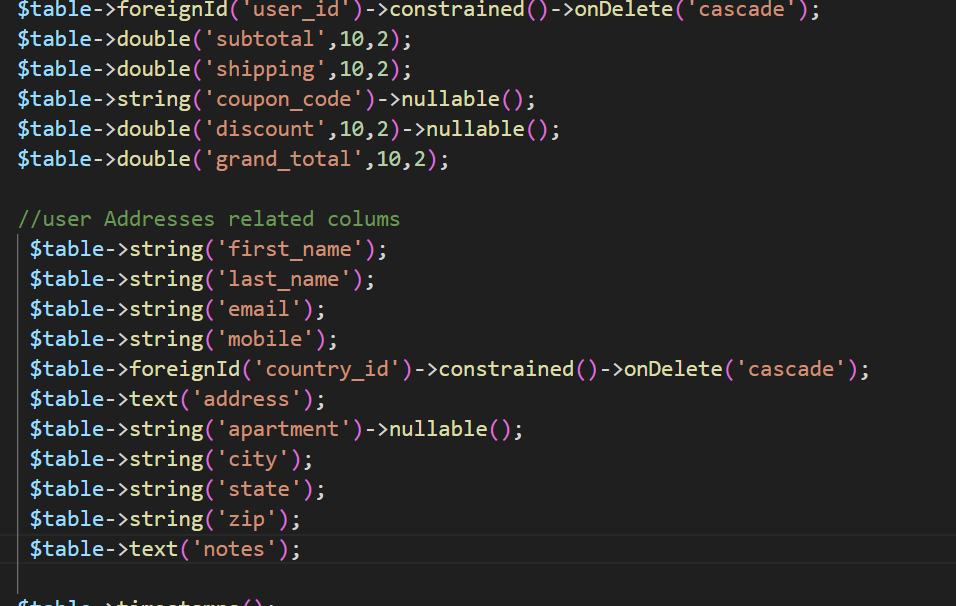 $table->foreignId('user_id')->constrained()->onDelete('cascade');
$table->double('subtotal',10,2);
$table->double('shipping',10,2);
$table->string('coupon_code')->nullable();
$table->double('discount',10,2)->nullable();
$table->double('grand_total',10,2);
//user Addresses related colums
$table->string('first_name');
$table->string('last_name');
$table->string('email');
$table->string('mobile');
$table->foreignId('country_id')->constrained()->onDelete('cascade');
$table->text('address');
$table->string('apartment')->nullable();
$table->string('city');
$table->string('state');
$table->string('zip');
$table->text('notes');
$table->timestamps();